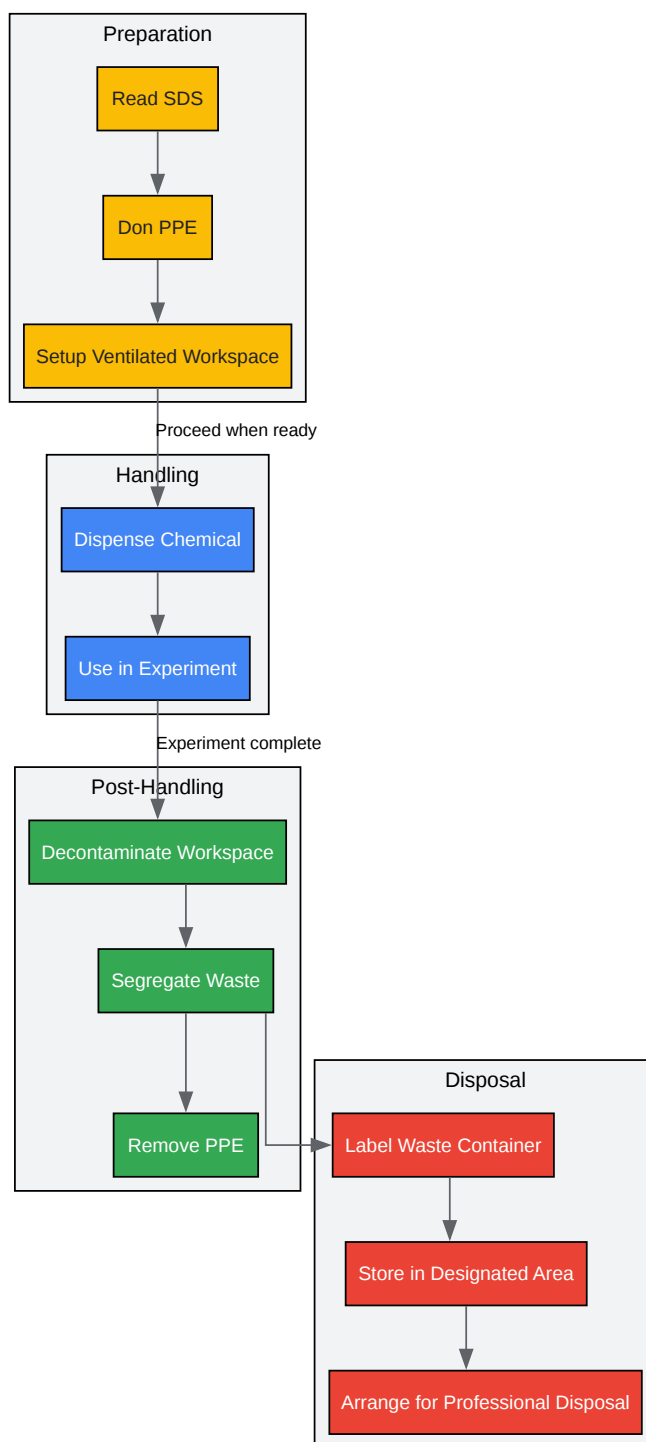 Preparation
Read SDS
Don PPE
Setup Ventilated Workspace
Proceed when ready
Handling
Dispense Chemical
Use in Experiment
Experiment complete
Post-Handling
Decontaminate Workspace
Segregate Waste
Remove PPE
Disposal
Label Waste Container
Store in Designated Area
Arrange for Professional Disposal